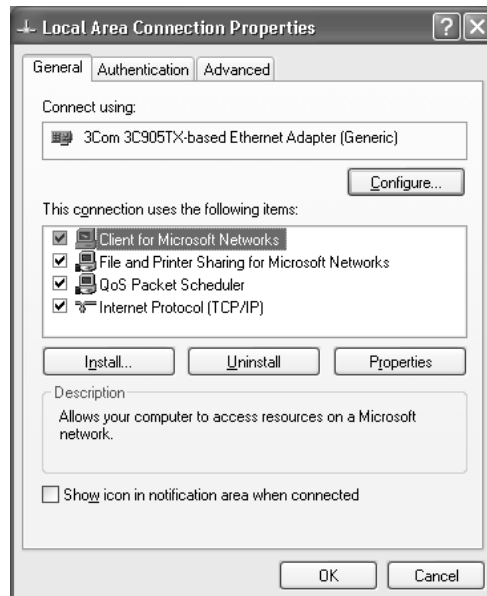 Local Area Connection Properties
General Authentication Advanced
Connect using:
3Com 3C905TX-based Ethernet Adapter (Generic)
Configure...
This connection uses the following items:
Client for Microsoft Networks
File and Printer Sharing for Microsoft Networks
QoS Packet Scheduler
Internet Protocol (TCP/IP)
Install... Uninstall Properties
Description
Allows your computer to access resources on a Microsoft
network.
Show icon in notification area when connected
OK Cancel